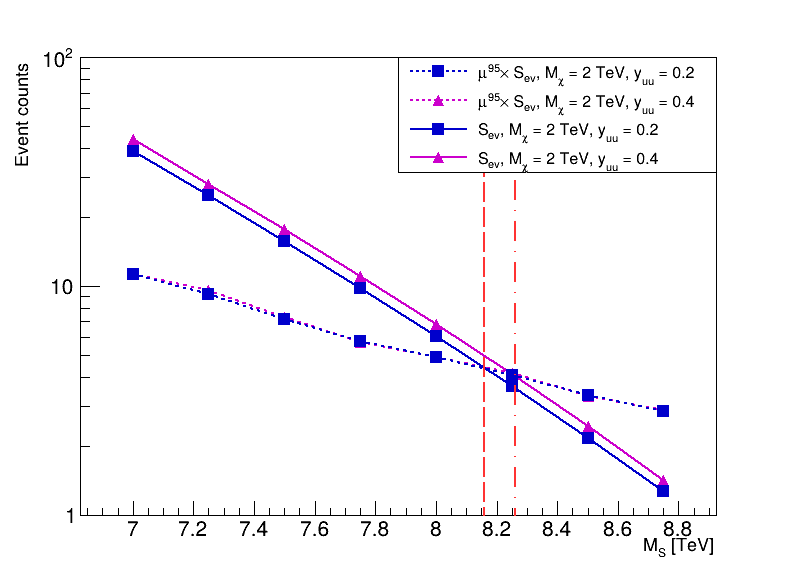 10²
Event counts
μ⁹⁵× S_ev, M_χ = 2 TeV, y_uu = 0.2
μ⁹⁵× S_ev, M_χ = 2 TeV, y_uu = 0.4
S_ev, M_χ = 2 TeV, y_uu = 0.2
S_ev, M_χ = 2 TeV, y_uu = 0.4
10
1
7 7.2 7.4 7.6 7.8 8 8.2 8.4 8.6 8.8
M_S [TeV]